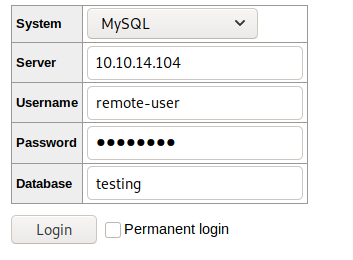 System MySQL
Server 10.10.14.104
Username remote-user
Password ●●●●●●●●
Database testing
Login Permanent login